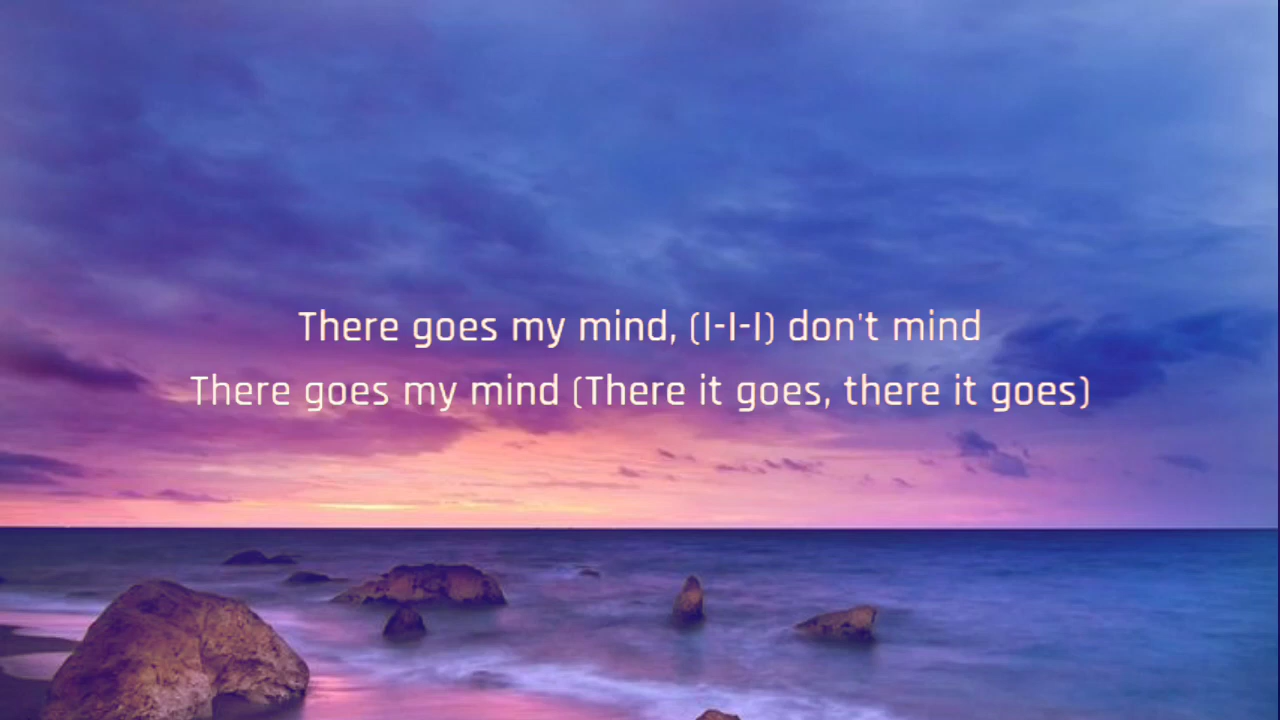 There goes my mind, (I-I-I) don't mind
There goes my mind (There it goes, there it goes)